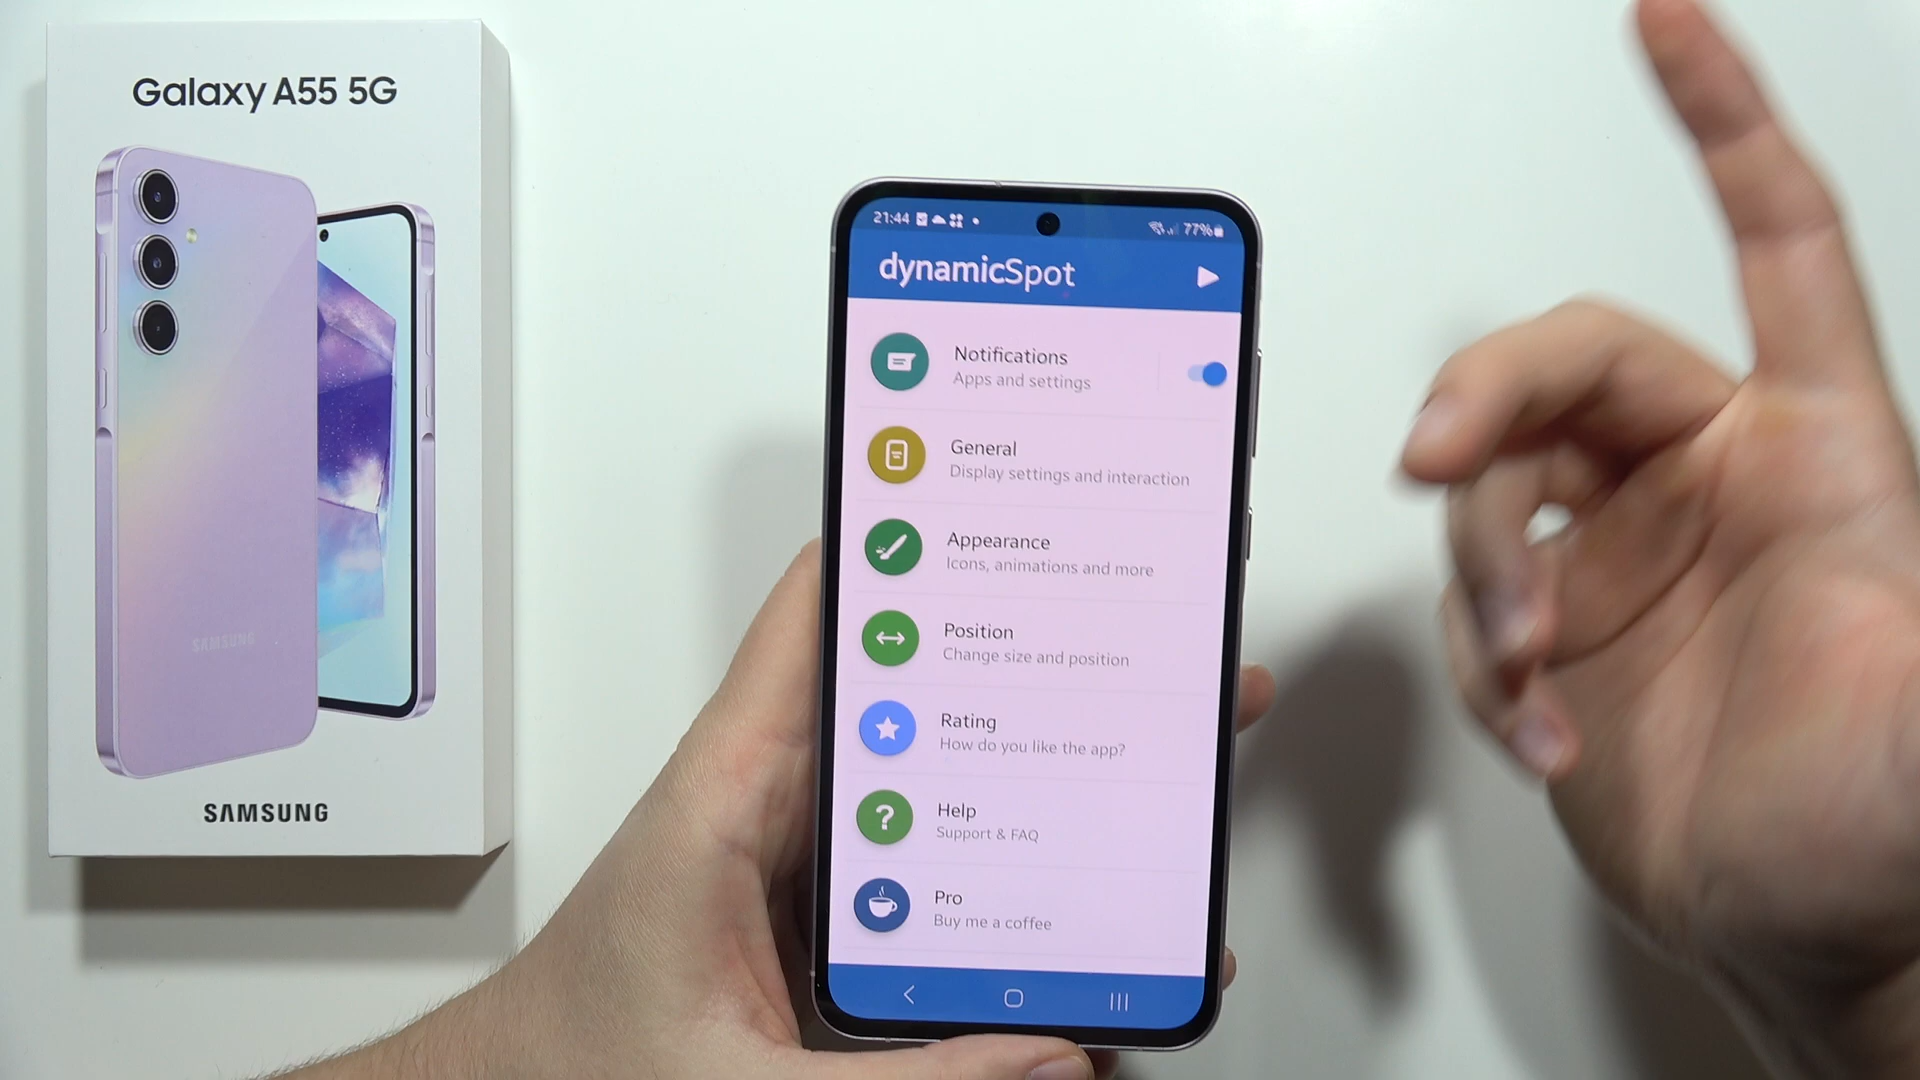 Galaxy A55 5G
SAMSUNG
SAMSUNG
21:44
77%
dynamicSpot
Notifications
Apps and settings
General
Display settings and interaction
Appearance
Icons, animations and more
Position
Change size and position
Rating
How do you like the app?
?
Help
Support & FAQ
Pro
Buy me a coffee